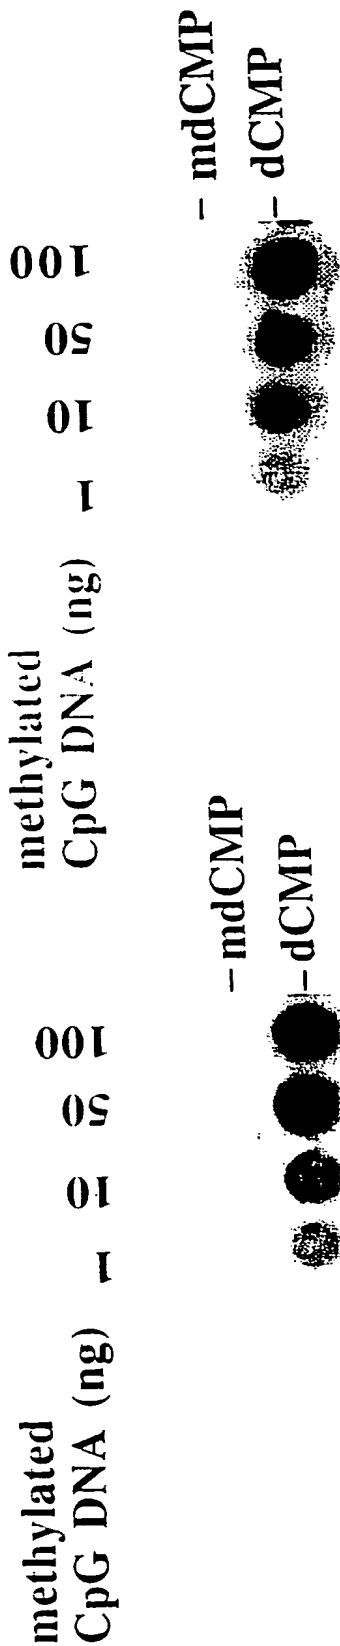 methylated
CpG DNA (ng)
1 10 50 100
– mdCMP
– dCMP
methylated
CpG DNA (ng)
1 10 50 100
– mdCMP
– dCMP